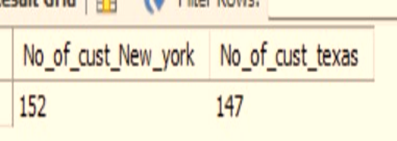 Result Grid Filter Rows:
No_of_cust_New_york No_of_cust_texas
152 147